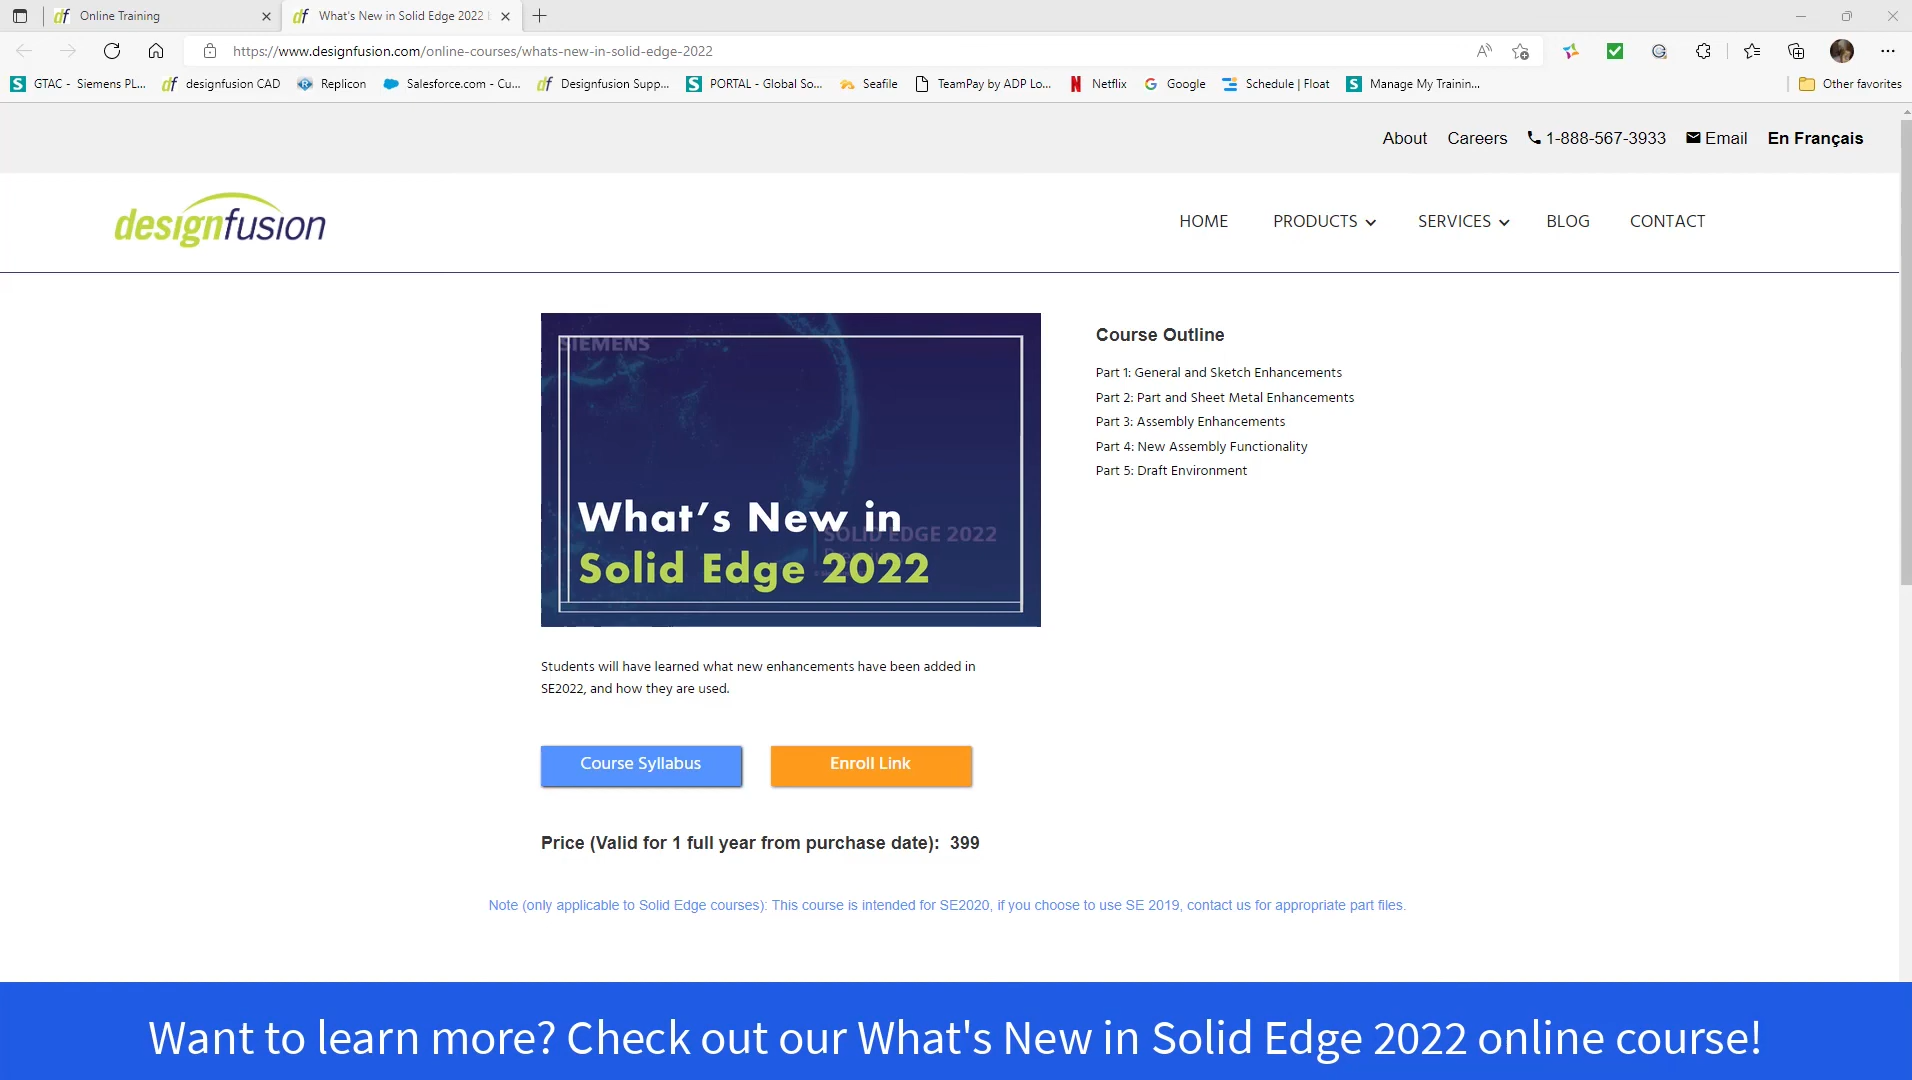 Online Training
What's New in Solid Edge 2022
https://www.designfusion.com/online-courses/whats-new-in-solid-edge-2022
GTAC - Siemens PL...
designfusion CAD
Replicon
Salesforce.com - Cu...
Designfusion Supp...
PORTAL - Global So...
Seafile
TeamPay by ADP Lo...
Netflix
Google
Schedule | Float
Manage My Trainin...
Other favorites
About
Careers
1-888-567-3933
Email
En Français
designfusion
HOME
PRODUCTS
SERVICES
BLOG
CONTACT
SIEMENS
SOLID EDGE 2022
What's New in
Solid Edge 2022
Course Outline
Part 1: General and Sketch Enhancements
Part 2: Part and Sheet Metal Enhancements
Part 3: Assembly Enhancements
Part 4: New Assembly Functionality
Part 5: Draft Environment
Students will have learned what new enhancements have been added in
SE2022, and how they are used.
Course Syllabus
Enroll Link
Price (Valid for 1 full year from purchase date): 399
Note (only applicable to Solid Edge courses): This course is intended for SE2020, if you choose to use SE 2019, contact us for appropriate part files.
Want to learn more? Check out our What's New in Solid Edge 2022 online course!